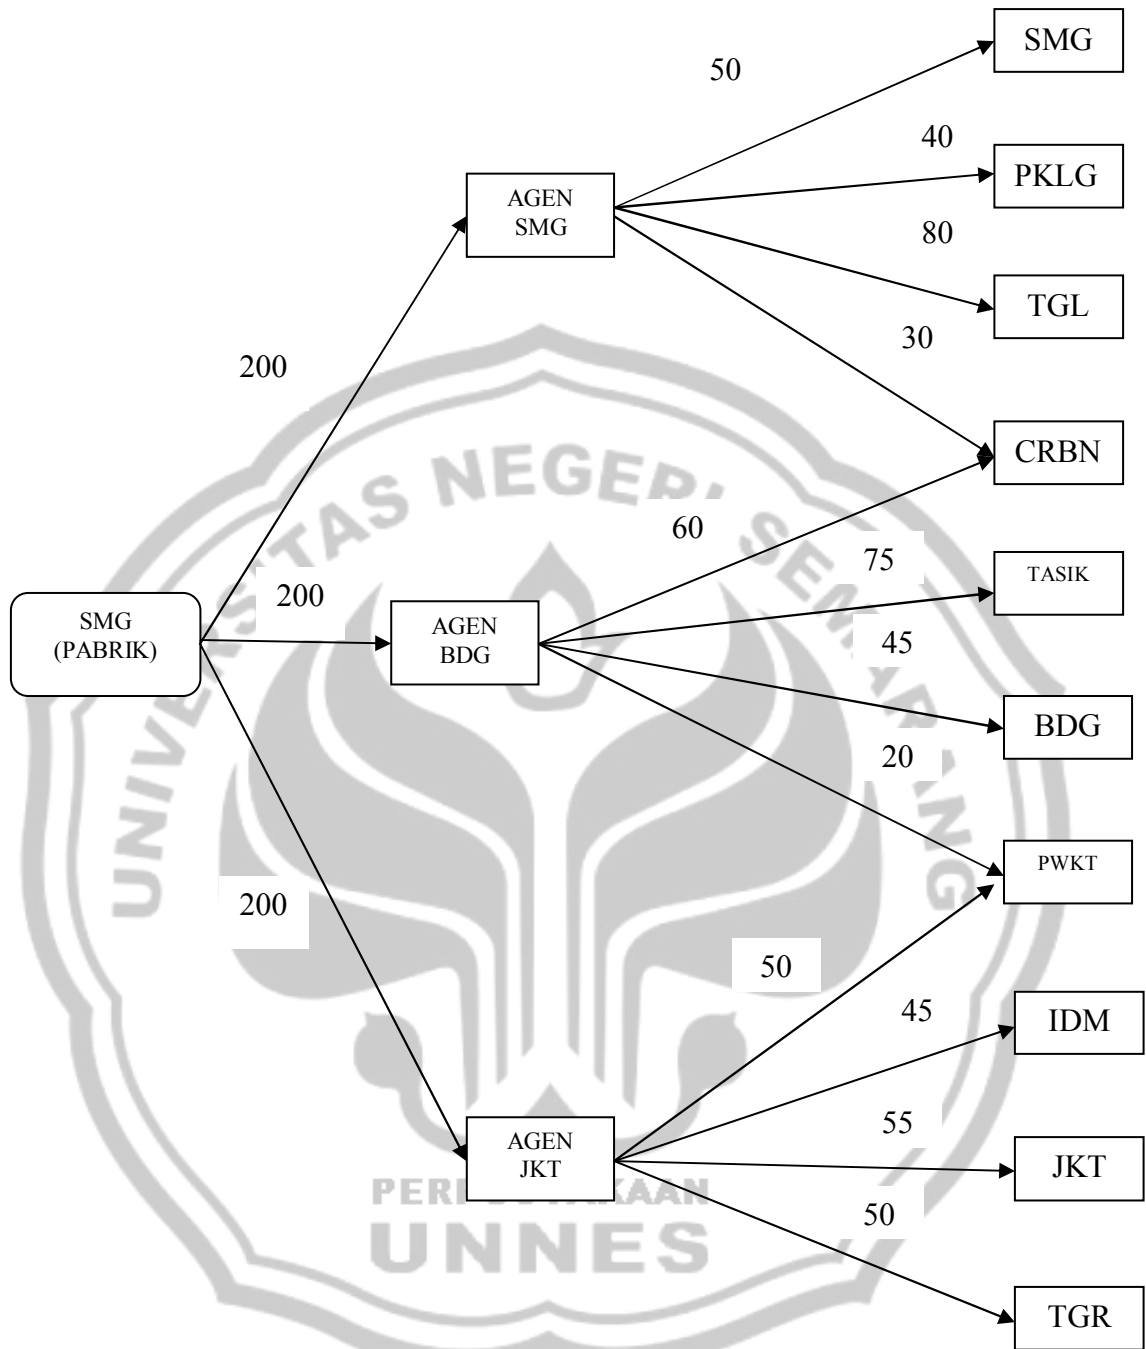 SMG
50
40
PKLG
AGEN
SMG
80
TGL
30
200
CRBN
60
75
TASIK
200
SMG
(PABRIK)
AGEN
BDG
45
BDG
20
PWKT
200
50
45
IDM
AGEN
JKT
55
JKT
50
TGR
UNIVERSITAS NEGERI SEMARANG
UNNES